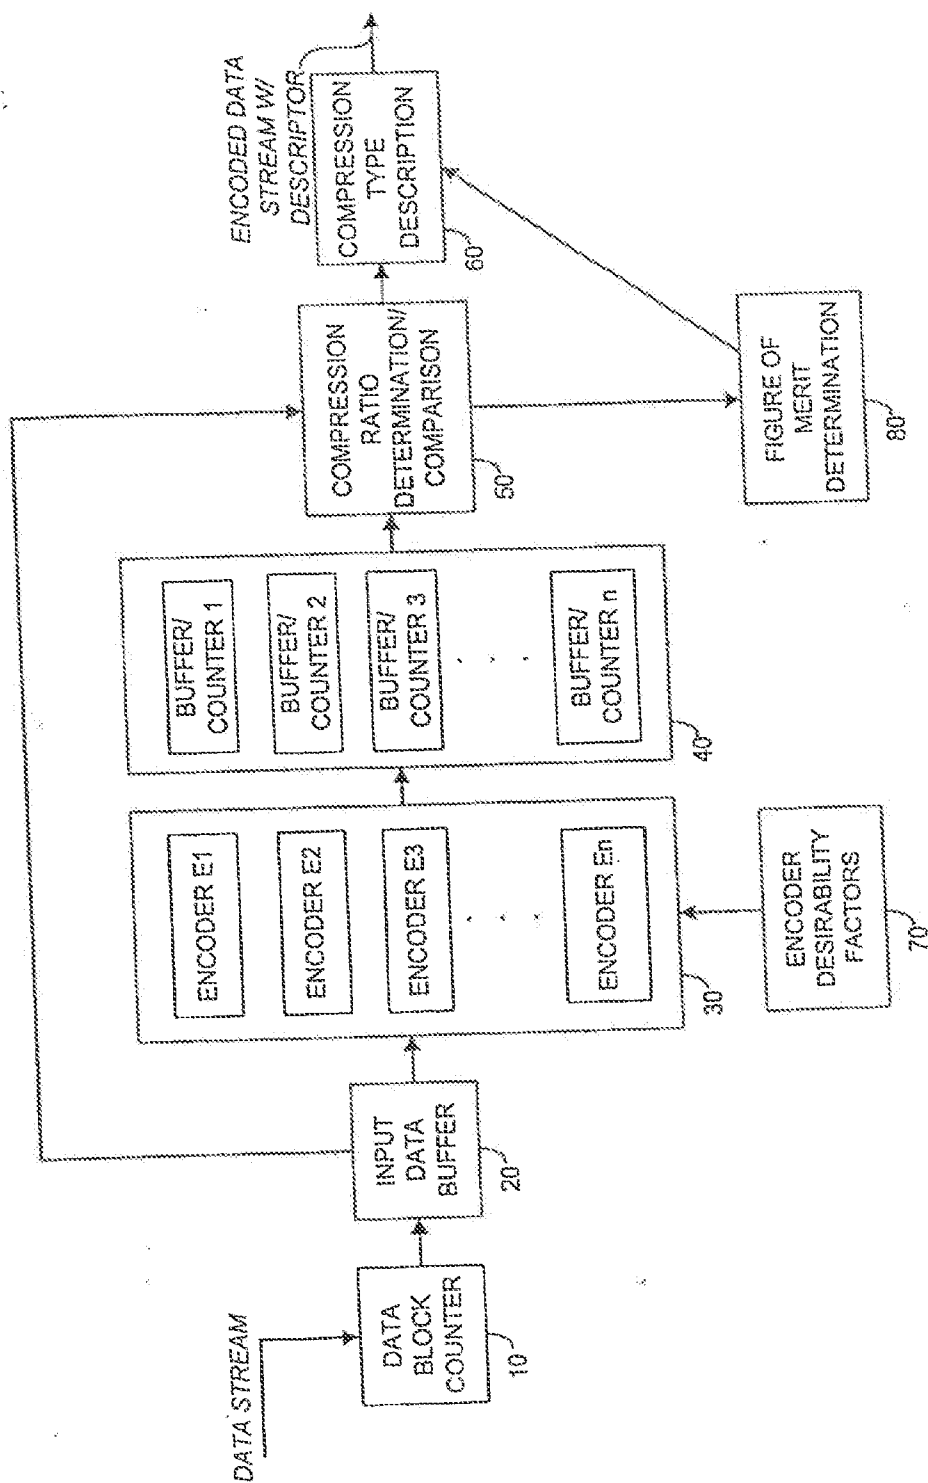 DATA STREAM
DATA
BLOCK
COUNTER
10
INPUT
DATA
BUFFER
20
ENCODER E1
ENCODER E2
ENCODER E3
. . .
ENCODER En
30
ENCODER
DESIRABILITY
FACTORS
70
BUFFER/
COUNTER 1
BUFFER/
COUNTER 2
BUFFER/
COUNTER 3
. . .
BUFFER/
COUNTER n
40
COMPRESSION
RATIO
DETERMINATION/
COMPARISON
50
FIGURE OF
MERIT
DETERMINATION
80
COMPRESSION
TYPE
DESCRIPTION
60
ENCODED DATA
STREAM W/
DESCRIPTOR